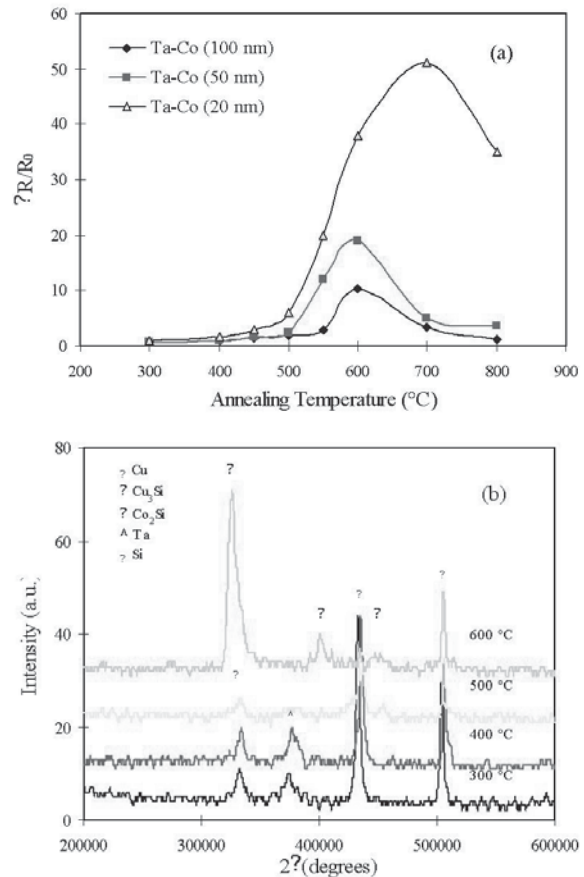 60
50
40
30
20
10
0
200 300 400 500 600 700 800
Ta-Co (100 nm)
Ta-Co (50 nm)
Ta-Co (20 nm)
(a)
?R/R0
Annealing Temperature (°C)
80
60
40
20
0
200000 300000 400000 500000 600000
? Cu
? Cu3Si
? Co2Si
^ Ta
? Si
(b)
?
?
?
?
?
?
^
600 °C
500 °C
400 °C
300 °C
Intensity (a.u.)
2?(degrees)